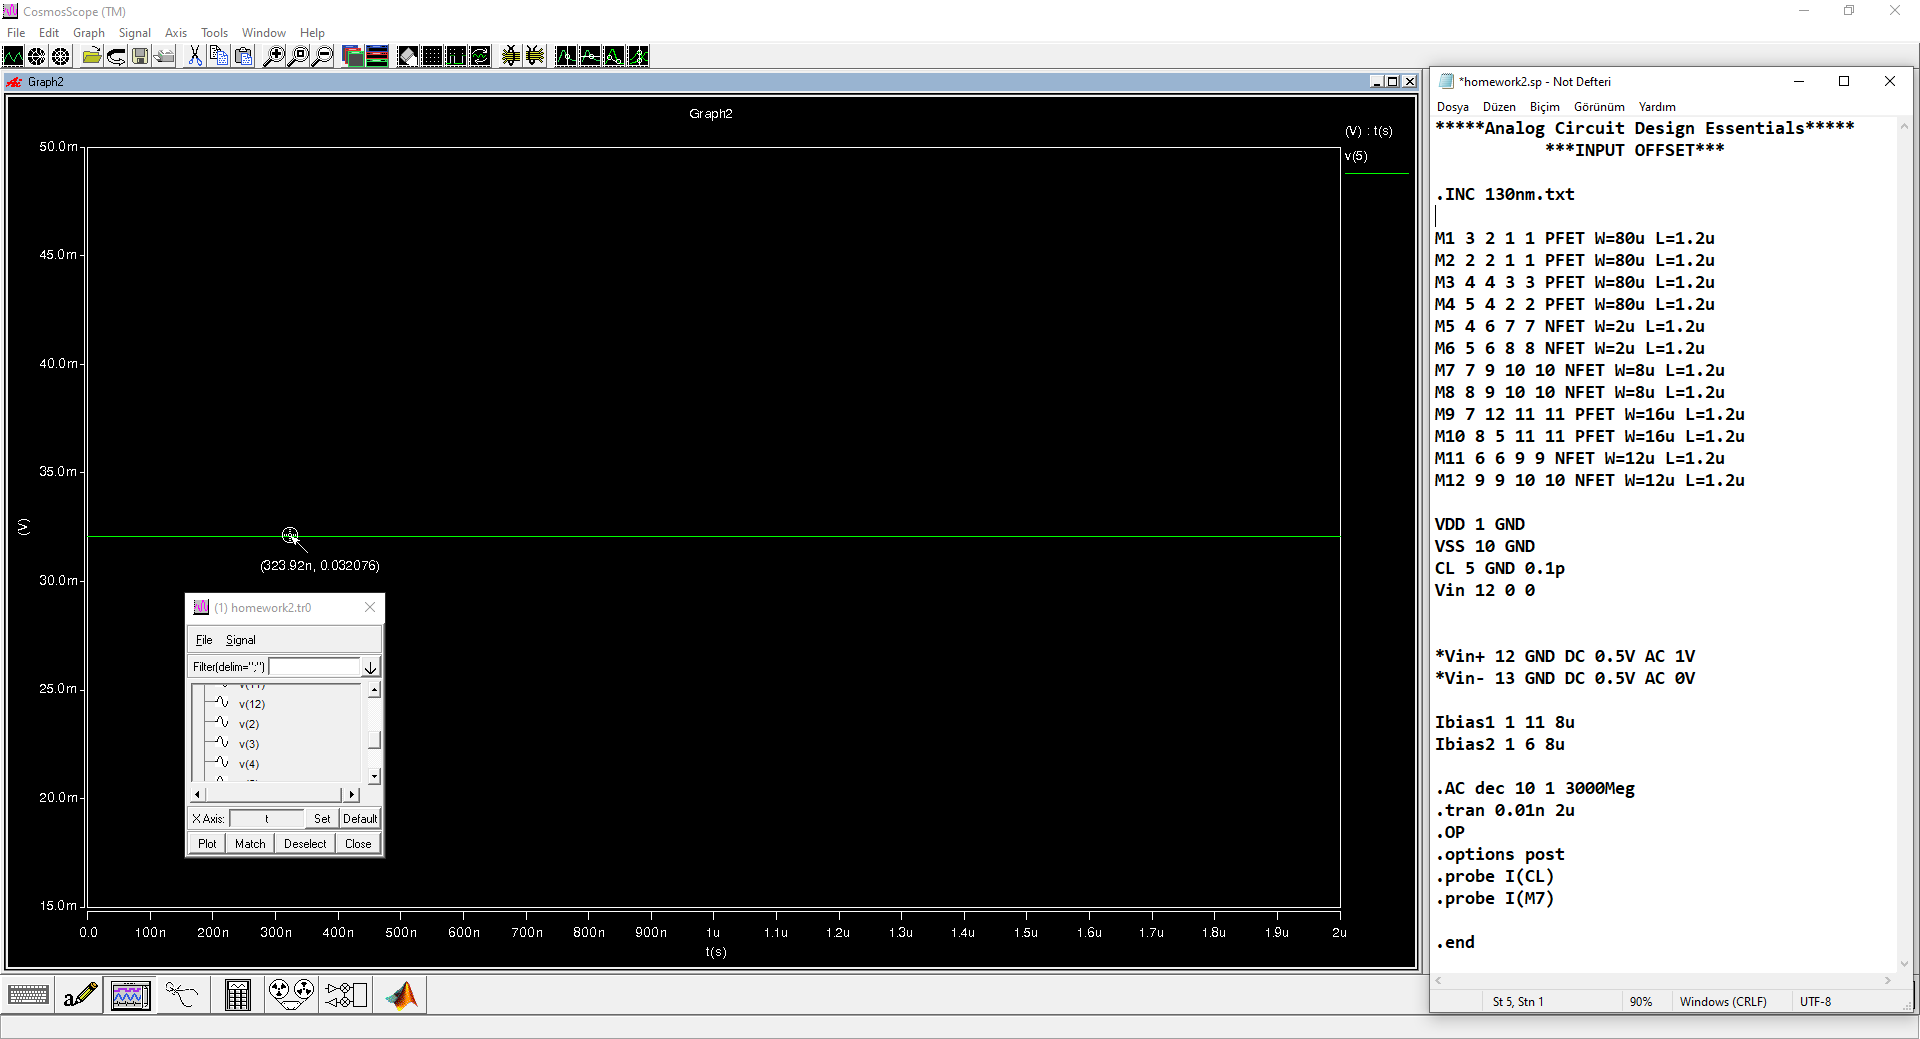 CosmosScope (TM)
File Edit Graph Signal Axis Tools Window Help
Graph2
Graph2
(V) : t(s)
v(5)
50.0m
45.0m
40.0m
35.0m
(V)
(323.92n, 0.032076)
30.0m
25.0m
20.0m
15.0m
0.0 100n 200n 300n 400n 500n 600n 700n 800n 900n 1u 1.1u 1.2u 1.3u 1.4u 1.5u 1.6u 1.7u 1.8u 1.9u 2u
t(s)
(1) homework2.tr0
File Signal
Filter(delim=";")
v(11)
v(12)
v(2)
v(3)
v(4)
X Axis: t Set Default
Plot Match Deselect Close
*homework2.sp - Not Defteri
Dosya Düzen Biçim Görünüm Yardım
*****Analog Circuit Design Essentials*****
***INPUT OFFSET***
.INC 130nm.txt
M1 3 2 1 1 PFET W=80u L=1.2u
M2 2 2 1 1 PFET W=80u L=1.2u
M3 4 4 3 3 PFET W=80u L=1.2u
M4 5 4 2 2 PFET W=80u L=1.2u
M5 4 6 7 7 NFET W=2u L=1.2u
M6 5 6 8 8 NFET W=2u L=1.2u
M7 7 9 10 10 NFET W=8u L=1.2u
M8 8 9 10 10 NFET W=8u L=1.2u
M9 7 12 11 11 PFET W=16u L=1.2u
M10 8 5 11 11 PFET W=16u L=1.2u
M11 6 6 9 9 NFET W=12u L=1.2u
M12 9 9 10 10 NFET W=12u L=1.2u
VDD 1 GND
VSS 10 GND
CL 5 GND 0.1p
Vin 12 0 0
*Vin+ 12 GND DC 0.5V AC 1V
*Vin- 13 GND DC 0.5V AC 0V
Ibias1 1 11 8u
Ibias2 1 6 8u
.AC dec 10 1 3000Meg
.tran 0.01n 2u
.OP
.options post
.probe I(CL)
.probe I(M7)
.end
St 5, Stn 1 90% Windows (CRLF) UTF-8